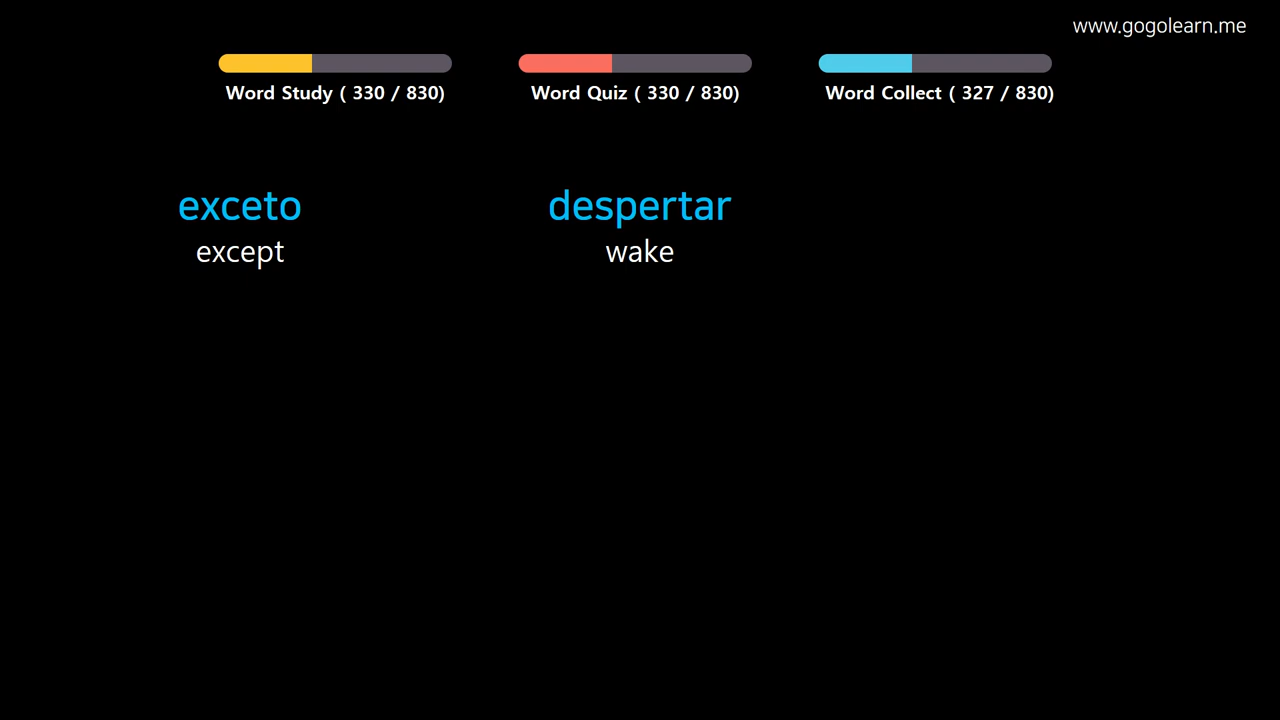 www.gogolearn.me
Word Study ( 330 / 830)
Word Quiz ( 330 / 830)
Word Collect ( 327 / 830)
exceto
except
despertar
wake